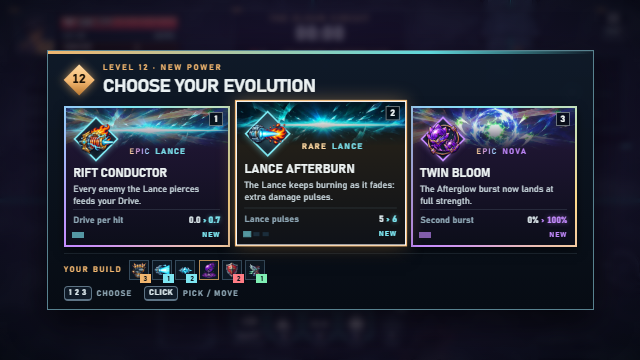 LEVEL 12 · NEW POWER
12
CHOOSE YOUR EVOLUTION
1
EPIC LANCE
RIFT CONDUCTOR
Every enemy the Lance pierces
feeds your Drive.
Drive per hit 0.0 › 0.7
NEW
2
RARE LANCE
LANCE AFTERBURN
The Lance keeps burning as it fades:
extra damage pulses.
Lance pulses 5 › 6
NEW
3
EPIC NOVA
TWIN BLOOM
The Afterglow burst now lands at
full strength.
Second burst 0% › 100%
NEW
YOUR BUILD 3 1 2 2 1
1 2 3 CHOOSE CLICK PICK / MOVE